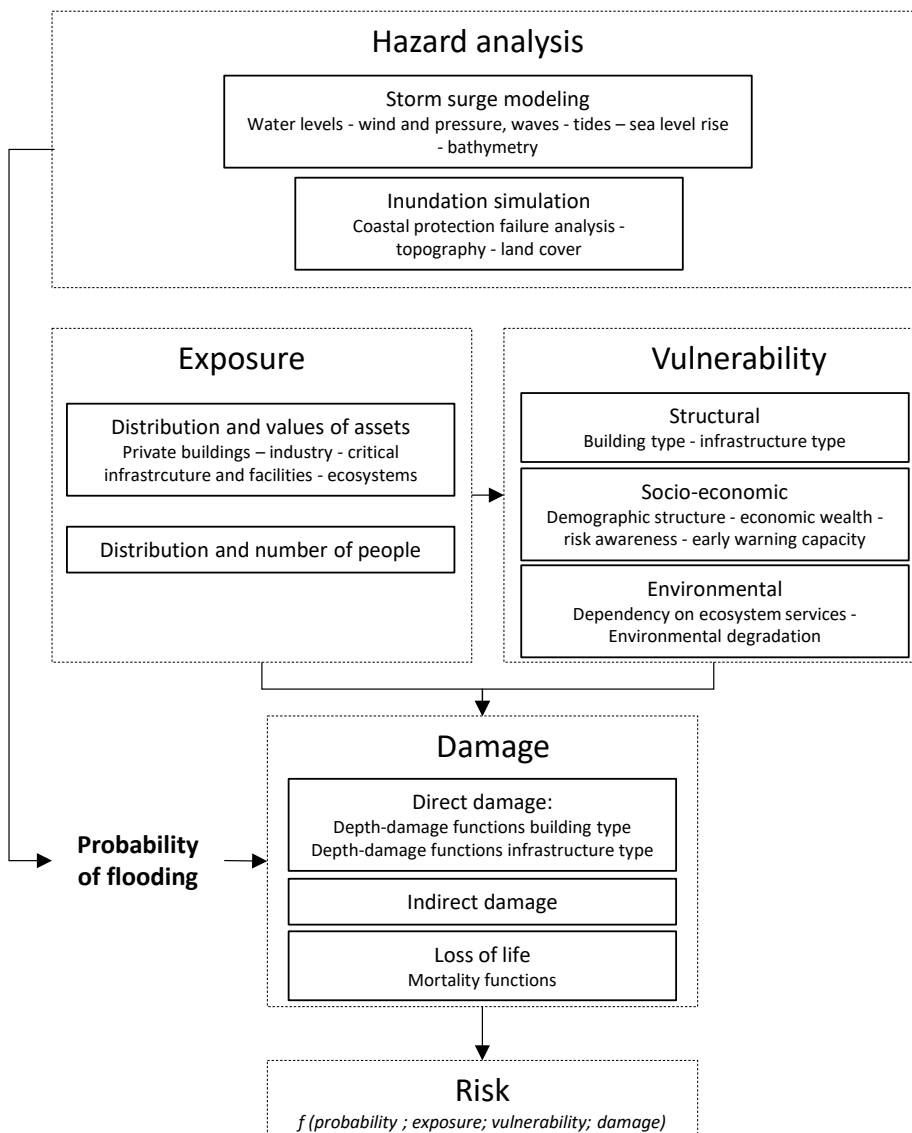 Hazard analysis
Storm surge modeling
Water levels - wind and pressure, waves - tides – sea level rise
- bathymetry
Inundation simulation
Coastal protection failure analysis -
topography - land cover
Exposure
Distribution and values of assets
Private buildings – industry - critical
infrastrcuture and facilities - ecosystems
Distribution and number of people
Vulnerability
Structural
Building type - infrastructure type
Socio-economic
Demographic structure - economic wealth -
risk awareness - early warning capacity
Environmental
Dependency on ecosystem services -
Environmental degradation
Probability
of flooding
Damage
Direct damage:
Depth-damage functions building type
Depth-damage functions infrastructure type
Indirect damage
Loss of life
Mortality functions
Risk
f (probability ; exposure; vulnerability; damage)